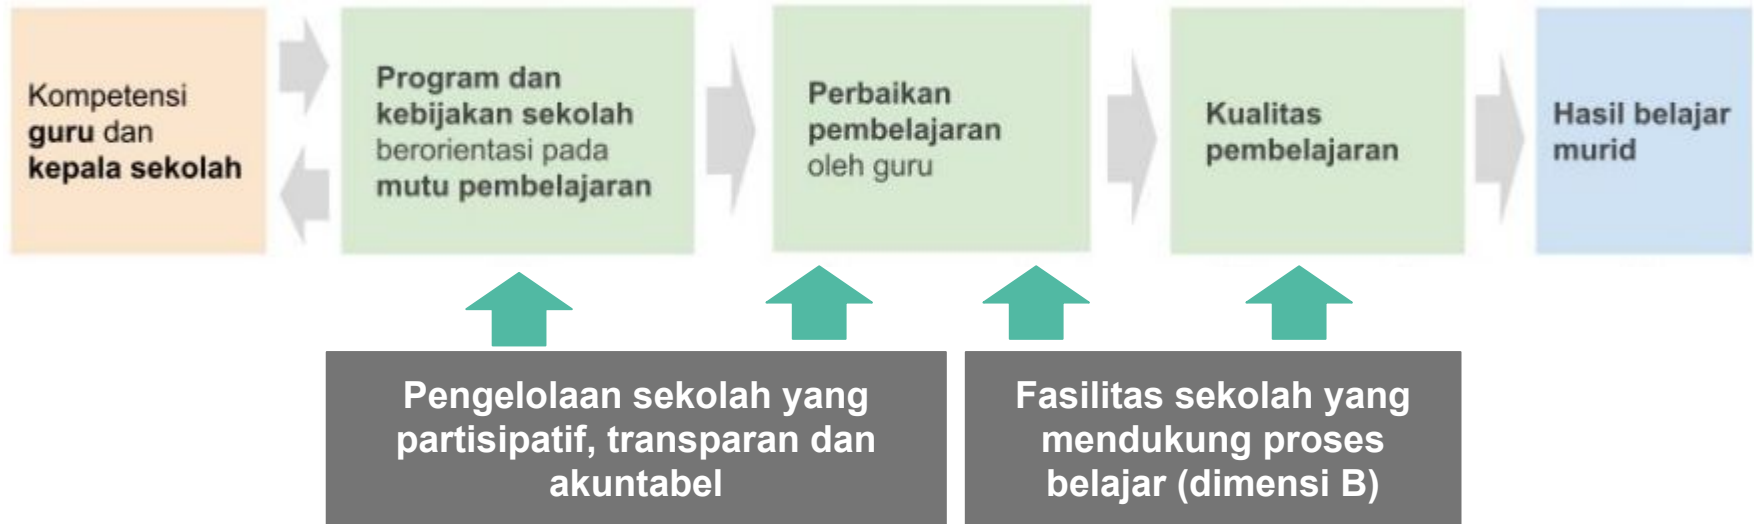 Kompetensi
guru dan
kepala sekolah
Program dan
kebijakan sekolah
berorientasi pada
mutu pembelajaran
Perbaikan
pembelajaran
oleh guru
Kualitas
pembelajaran
Hasil belajar
murid
Pengelolaan sekolah yang
partisipatif, transparan dan
akuntabel
Fasilitas sekolah yang
mendukung proses
belajar (dimensi B)